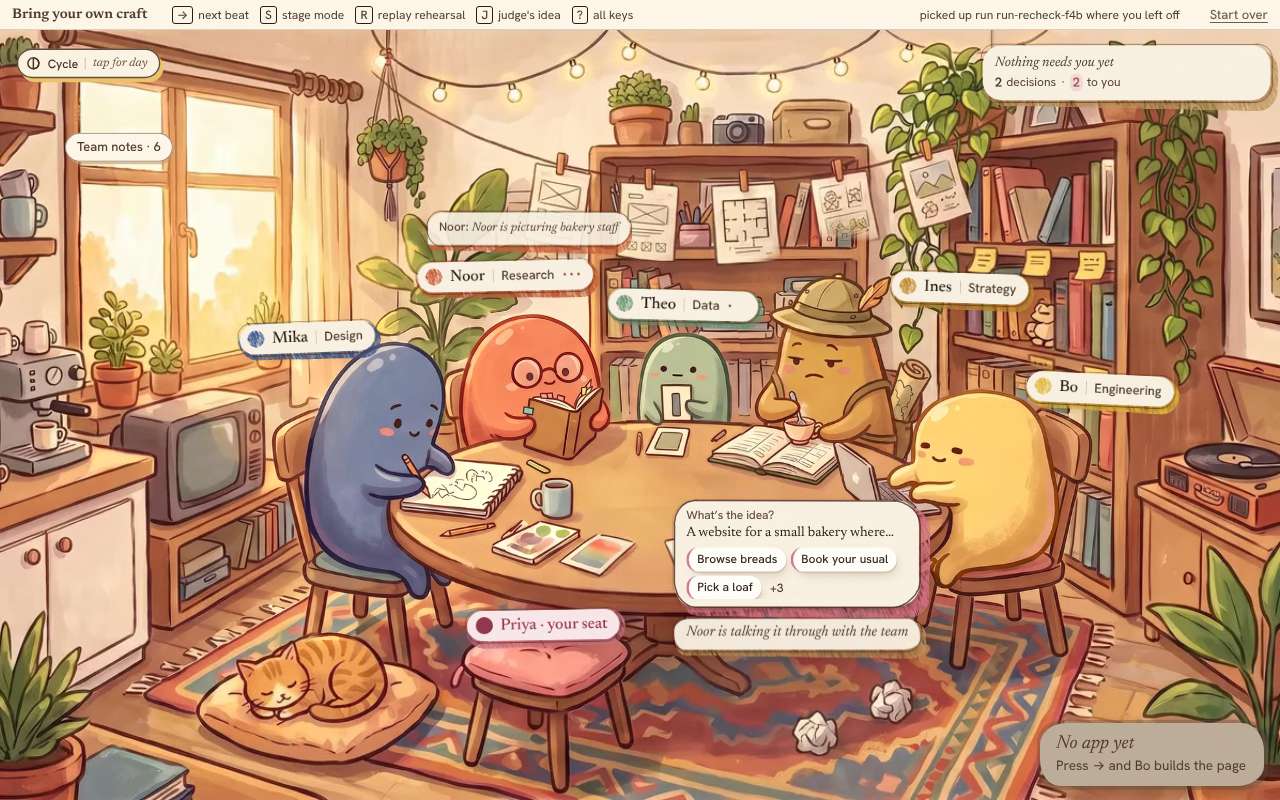 Bring your own craft
→ next beat S stage mode R replay rehearsal J judge's idea ? all keys
picked up run run-recheck-f4b where you left off
Start over
Cycle tap for day
Nothing needs you yet
2 decisions · 2 to you
Team notes · 6
Noor: Noor is picturing bakery staff
Noor Research ···
Theo Data ·
Ines Strategy
Mika Design
Bo Engineering
What's the idea?
A website for a small bakery where…
Browse breads Book your usual
Pick a loaf +3
Priya · your seat
Noor is talking it through with the team
No app yet
Press → and Bo builds the page